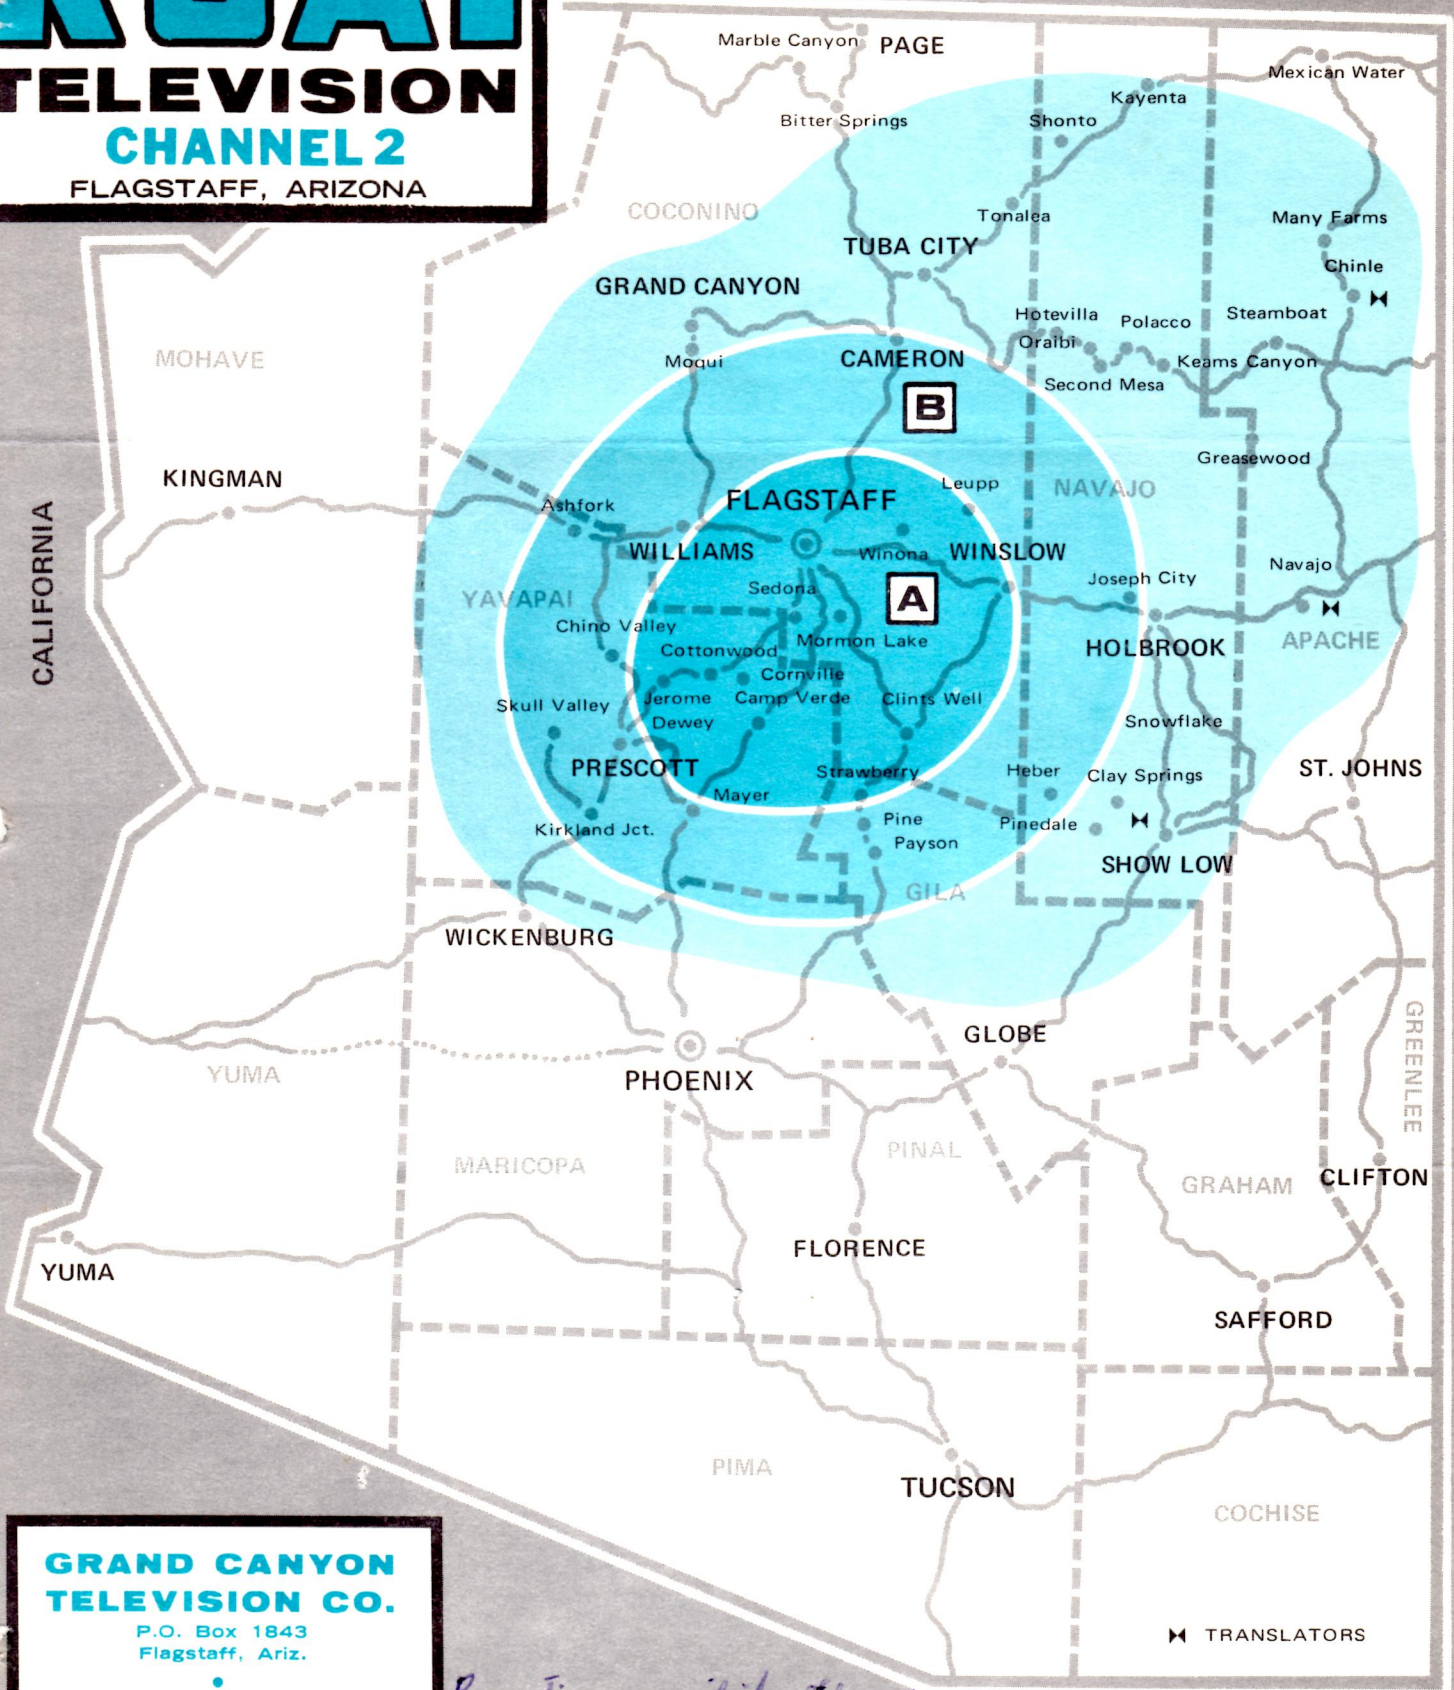 TELEVISION
CHANNEL 2
FLAGSTAFF, ARIZONA
Marble Canyon
PAGE
Mexican Water
Kayenta
Bitter Springs
Shonto
COCONINO
Tonalea
Many Farms
TUBA CITY
Chinle
GRAND CANYON
Hotevilla
Polacco
Steamboat
Oraibi
MOHAVE
Moqui
CAMERON
Keams Canyon
Second Mesa
B
Greasewood
KINGMAN
Leupp
NAVAJO
Ashfork
FLAGSTAFF
CALIFORNIA
WILLIAMS
Winona
WINSLOW
Navajo
Joseph City
Sedona
YAVAPAI
A
Chino Valley
Mormon Lake
APACHE
Cottonwood
HOLBROOK
Cornville
Skull Valley
Jerome
Camp Verde
Clints Well
Dewey
Snowflake
PRESCOTT
Strawberry
Heber
Clay Springs
ST. JOHNS
Mayer
Kirkland Jct.
Pine
Pinedale
Payson
SHOW LOW
GILA
WICKENBURG
GLOBE
GREENLEE
YUMA
PHOENIX
PINAL
MARICOPA
GRAHAM
CLIFTON
FLORENCE
YUMA
SAFFORD
PIMA
TUCSON
COCHISE
GRAND CANYON
TELEVISION CO.
P.O. Box 1843
Flagstaff, Ariz.
TRANSLATORS